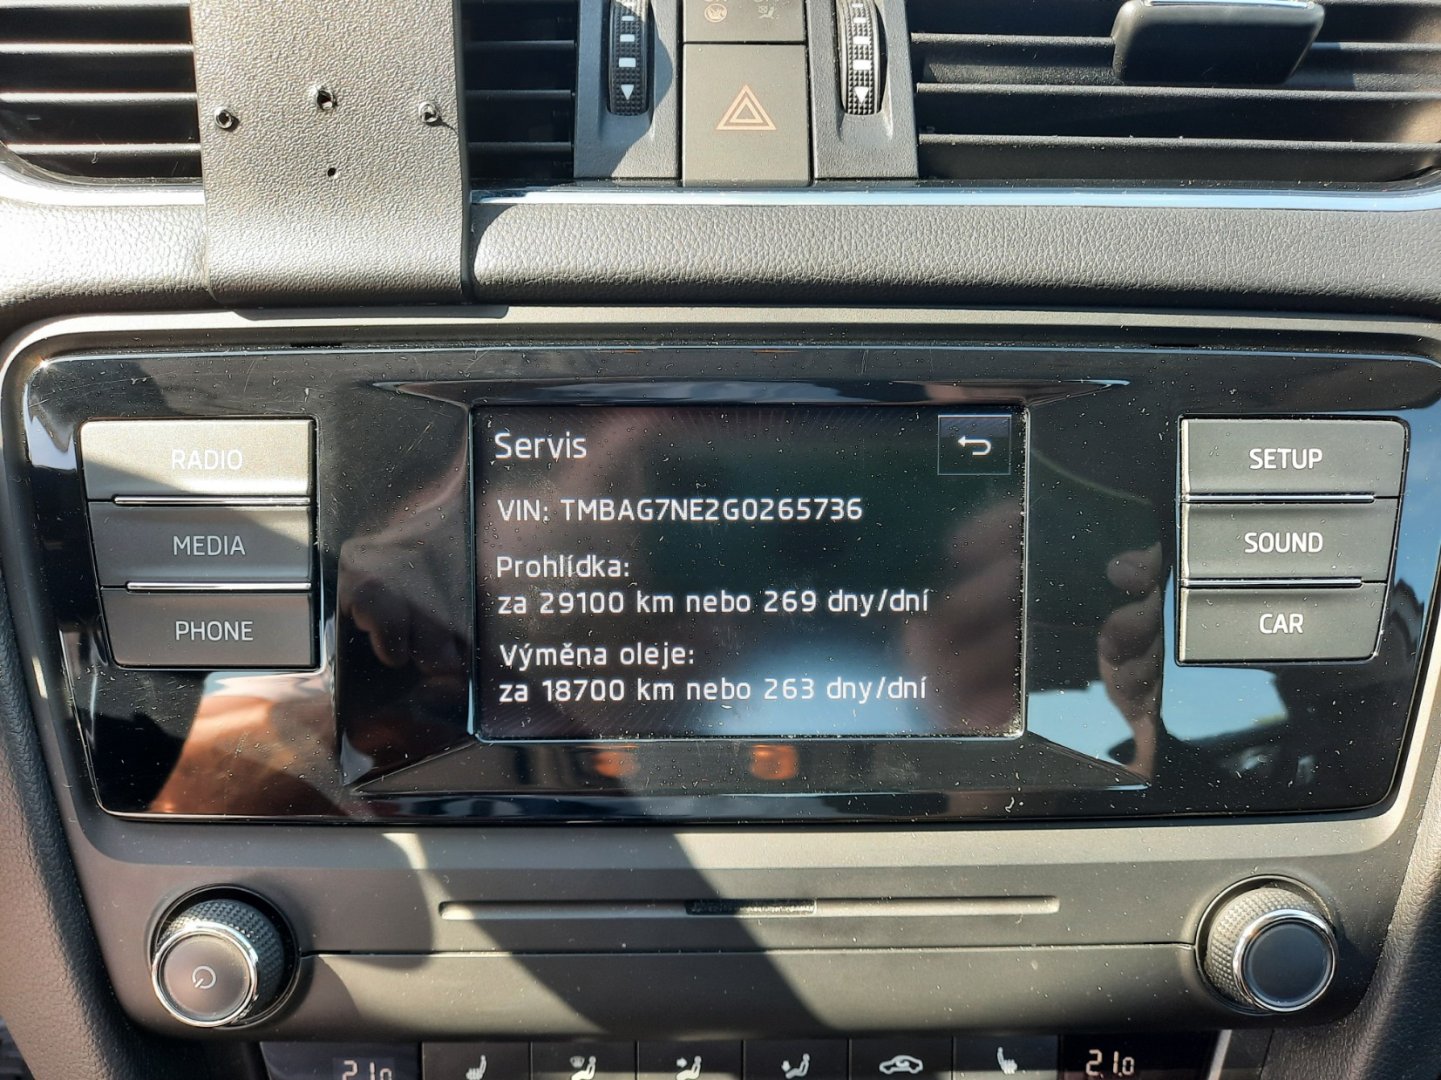 RADIO
MEDIA
PHONE
Servis
VIN: TMBAG7NE2G0265736
Prohlídka:
za 29100 km nebo 269 dny/dní
Výměna oleje:
za 18700 km nebo 263 dny/dní
SETUP
SOUND
CAR
21.0
21.0